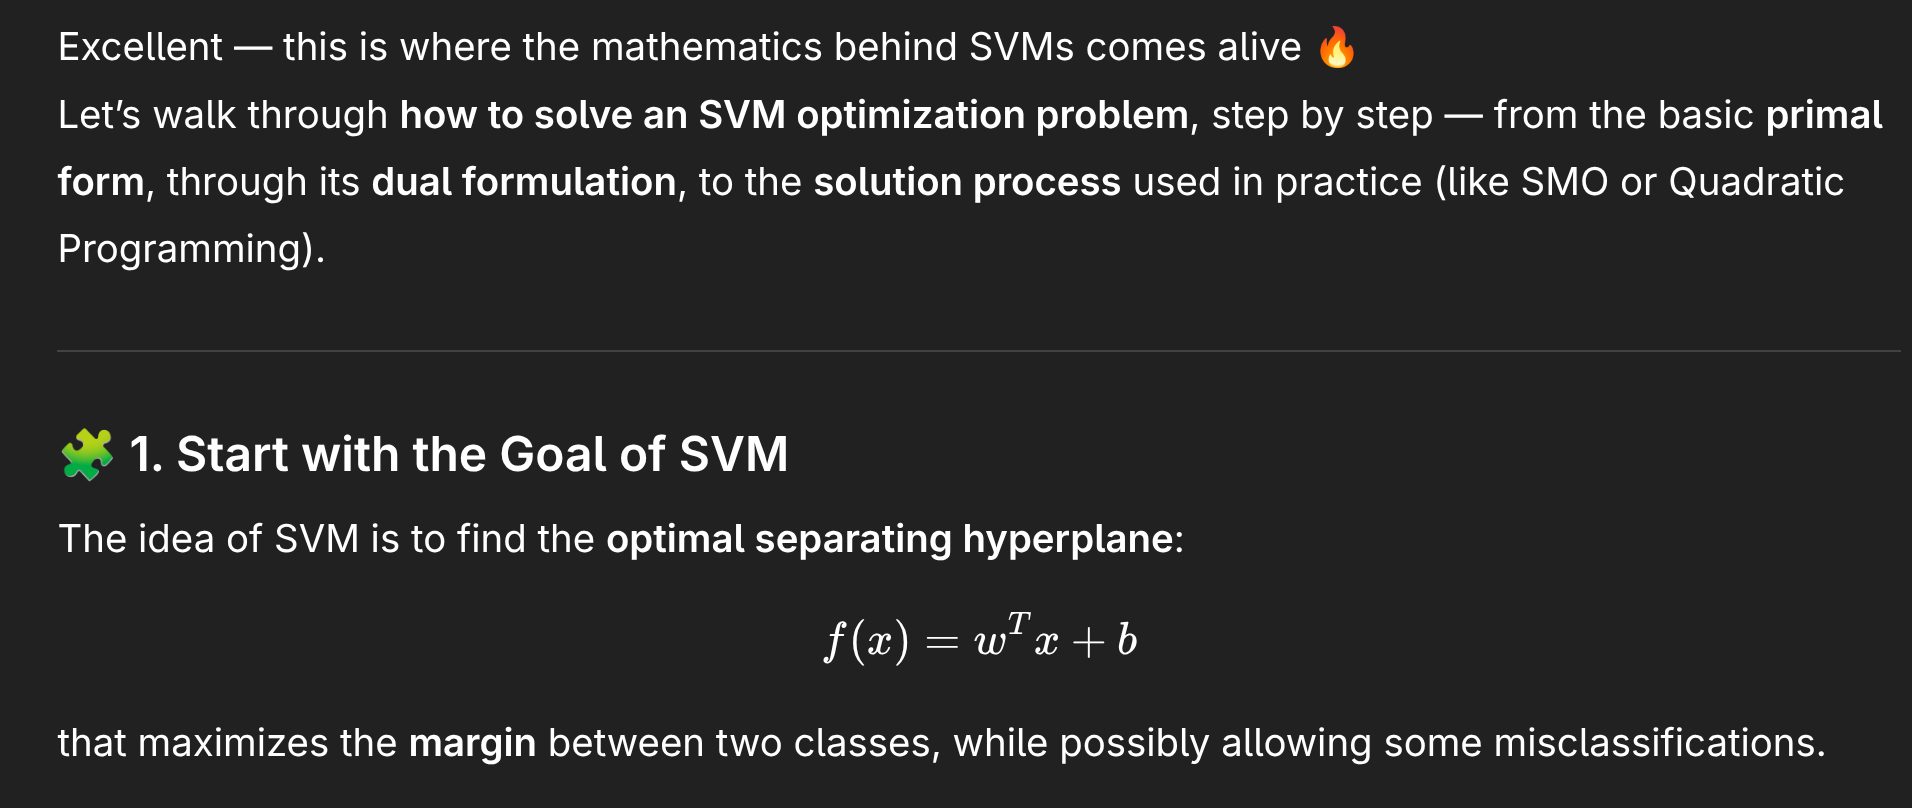 Excellent — this is where the mathematics behind SVMs comes alive 🔥
Let’s walk through how to solve an SVM optimization problem, step by step — from the basic primal
form, through its dual formulation, to the solution process used in practice (like SMO or Quadratic
Programming).
🧩 1. Start with the Goal of SVM
The idea of SVM is to find the optimal separating hyperplane:
f(x) = wᵀx + b
that maximizes the margin between two classes, while possibly allowing some misclassifications.